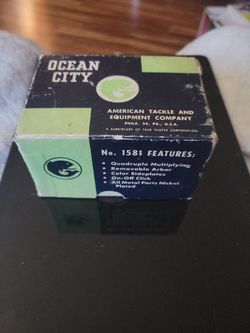 OCEAN
CITY
AMERICAN TACKLE AND
EQUIPMENT COMPANY
PHILA. 34, PA., U.S.A.
A SUBSIDIARY OF TRUE TEMPER CORPORATION
No. 1581 FEATURES:
• Quadruple Multiplying
• Removable Arbor
• Color Sideplates
• On-Off Click
• All Metal Parts Nickel
Plated